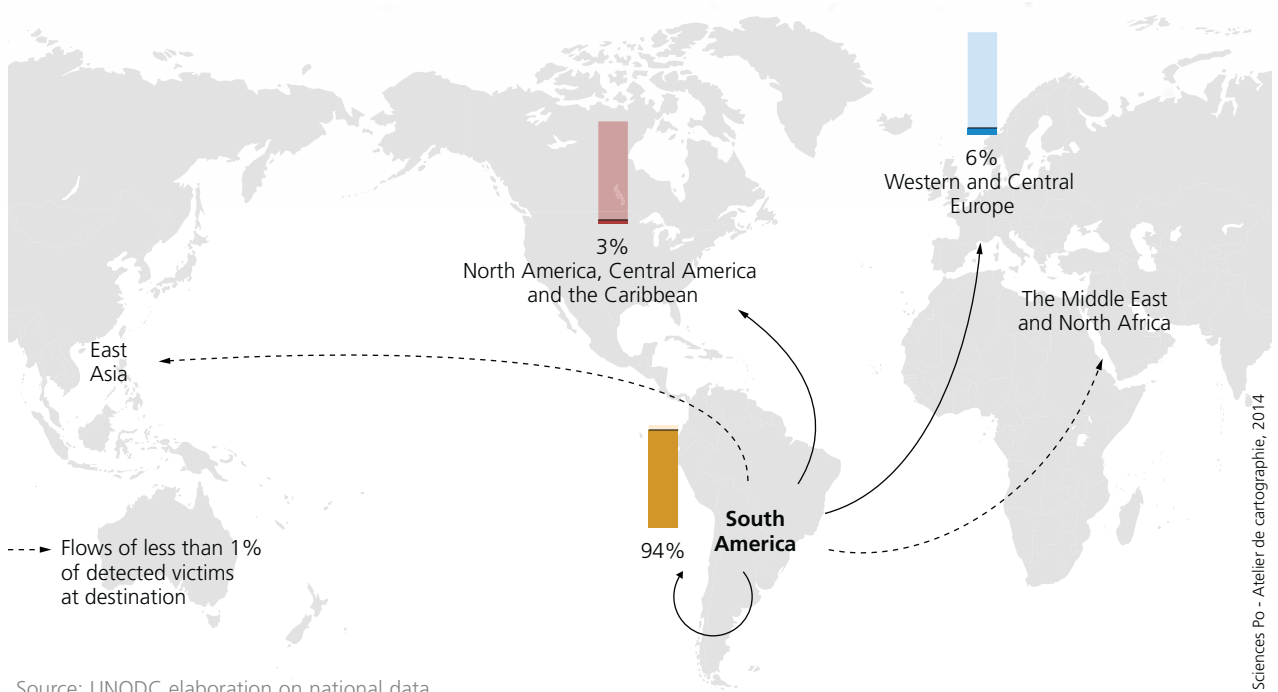 6%
Western and Central
Europe
3%
North America, Central America
and the Caribbean
The Middle East
and North Africa
East
Asia
South
America
94%
Flows of less than 1%
of detected victims
at destination
Source: UNODC elaboration on national data
Sciences Po - Atelier de cartographie, 2014